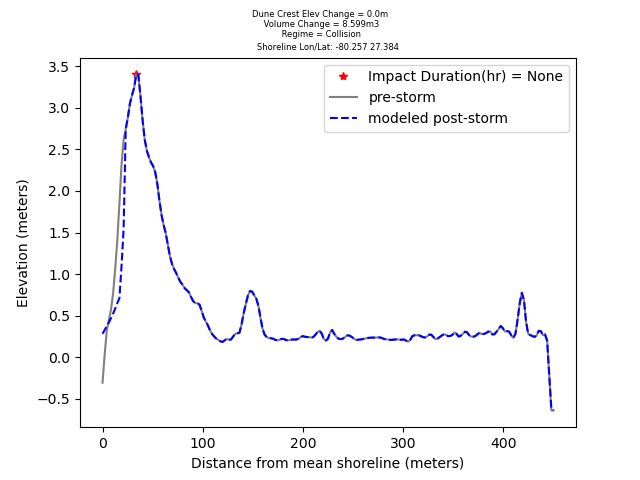 Dune Crest Elev Change = 0.0m
Volume Change = 8.599m3
Regime = Collision
Shoreline Lon/Lat: -80.257 27.384
Impact Duration(hr) = None
pre-storm
modeled post-storm
Elevation (meters)
3.5
3.0
2.5
2.0
1.5
1.0
0.5
0.0
−0.5
0
100
200
300
400
Distance from mean shoreline (meters)